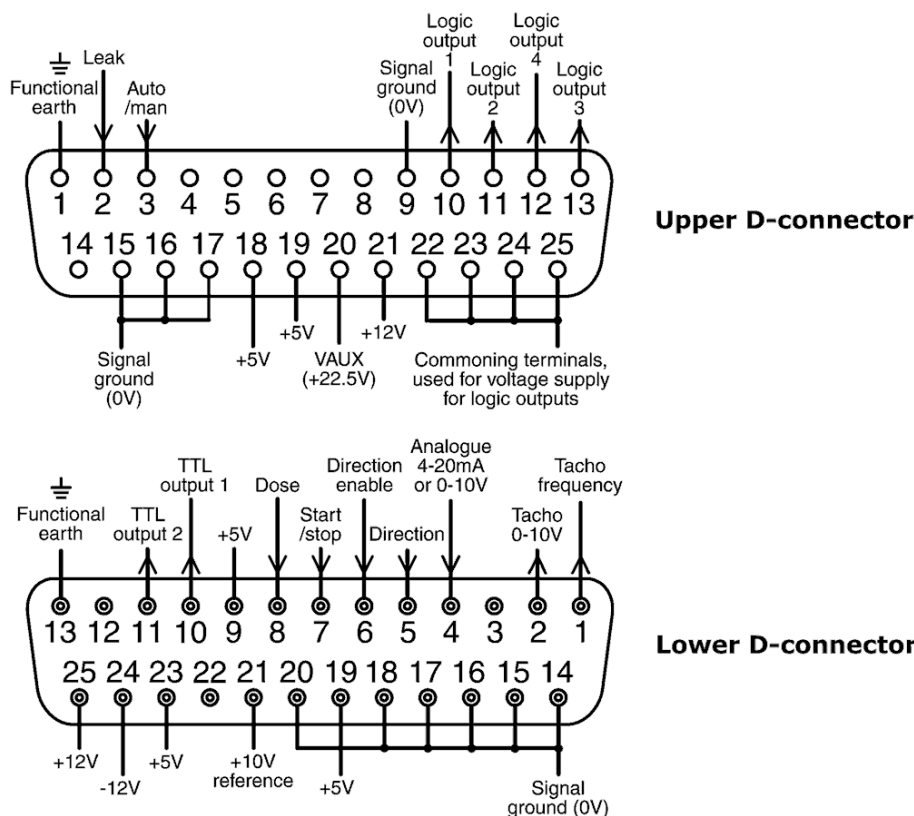 Leak
Functional
earth
Auto
/man
Signal
ground
(0V)
Logic
output
1
Logic
output
2
Logic
output
4
Logic
output
3
1 2 3 4 5 6 7 8 9 10 11 12 13
14 15 16 17 18 19 20 21 22 23 24 25
Upper D-connector
Signal
ground
(0V)
+5V
+5V
VAUX
(+22.5V)
+12V
Commoning terminals,
used for voltage supply
for logic outputs
Functional
earth
TTL
output 2
TTL
output 1
+5V
Dose
Start
/stop
Direction
enable
Direction
Analogue
4-20mA
or 0-10V
Tacho
0-10V
Tacho
frequency
13 12 11 10 9 8 7 6 5 4 3 2 1
25 24 23 22 21 20 19 18 17 16 15 14
Lower D-connector
+12V
-12V
+5V
+10V
reference
+5V
Signal
ground (0V)